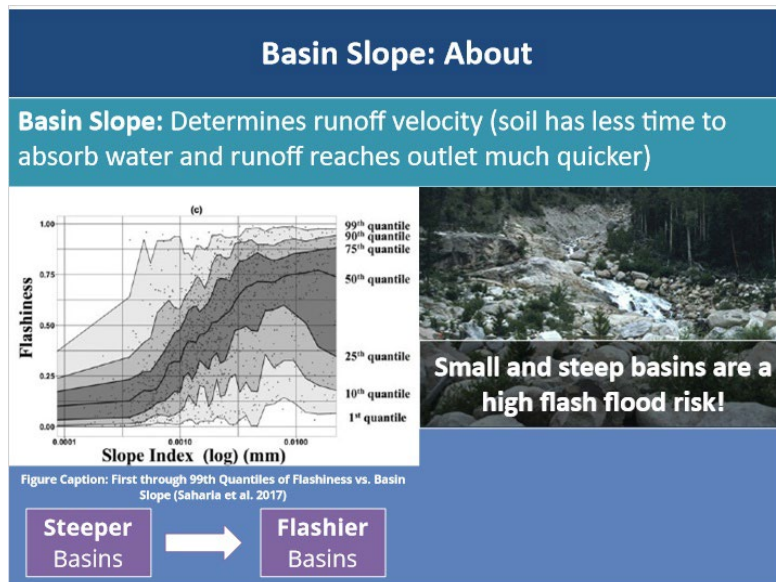 Basin Slope: About
Basin Slope: Determines runoff velocity (soil has less time to
absorb water and runoff reaches outlet much quicker)
(c)
1.00
0.75
0.50
0.25
0.00
Flashiness
99th quantile
90th quantile
75th quantile
50th quantile
25th quantile
10th quantile
1st quantile
0.0001
0.0010
0.0100
Slope Index (log) (mm)
Small and steep basins are a
high flash flood risk!
Figure Caption: First through 99th Quantiles of Flashiness vs. Basin
Slope (Saharia et al. 2017)
Steeper
Basins
Flashier
Basins